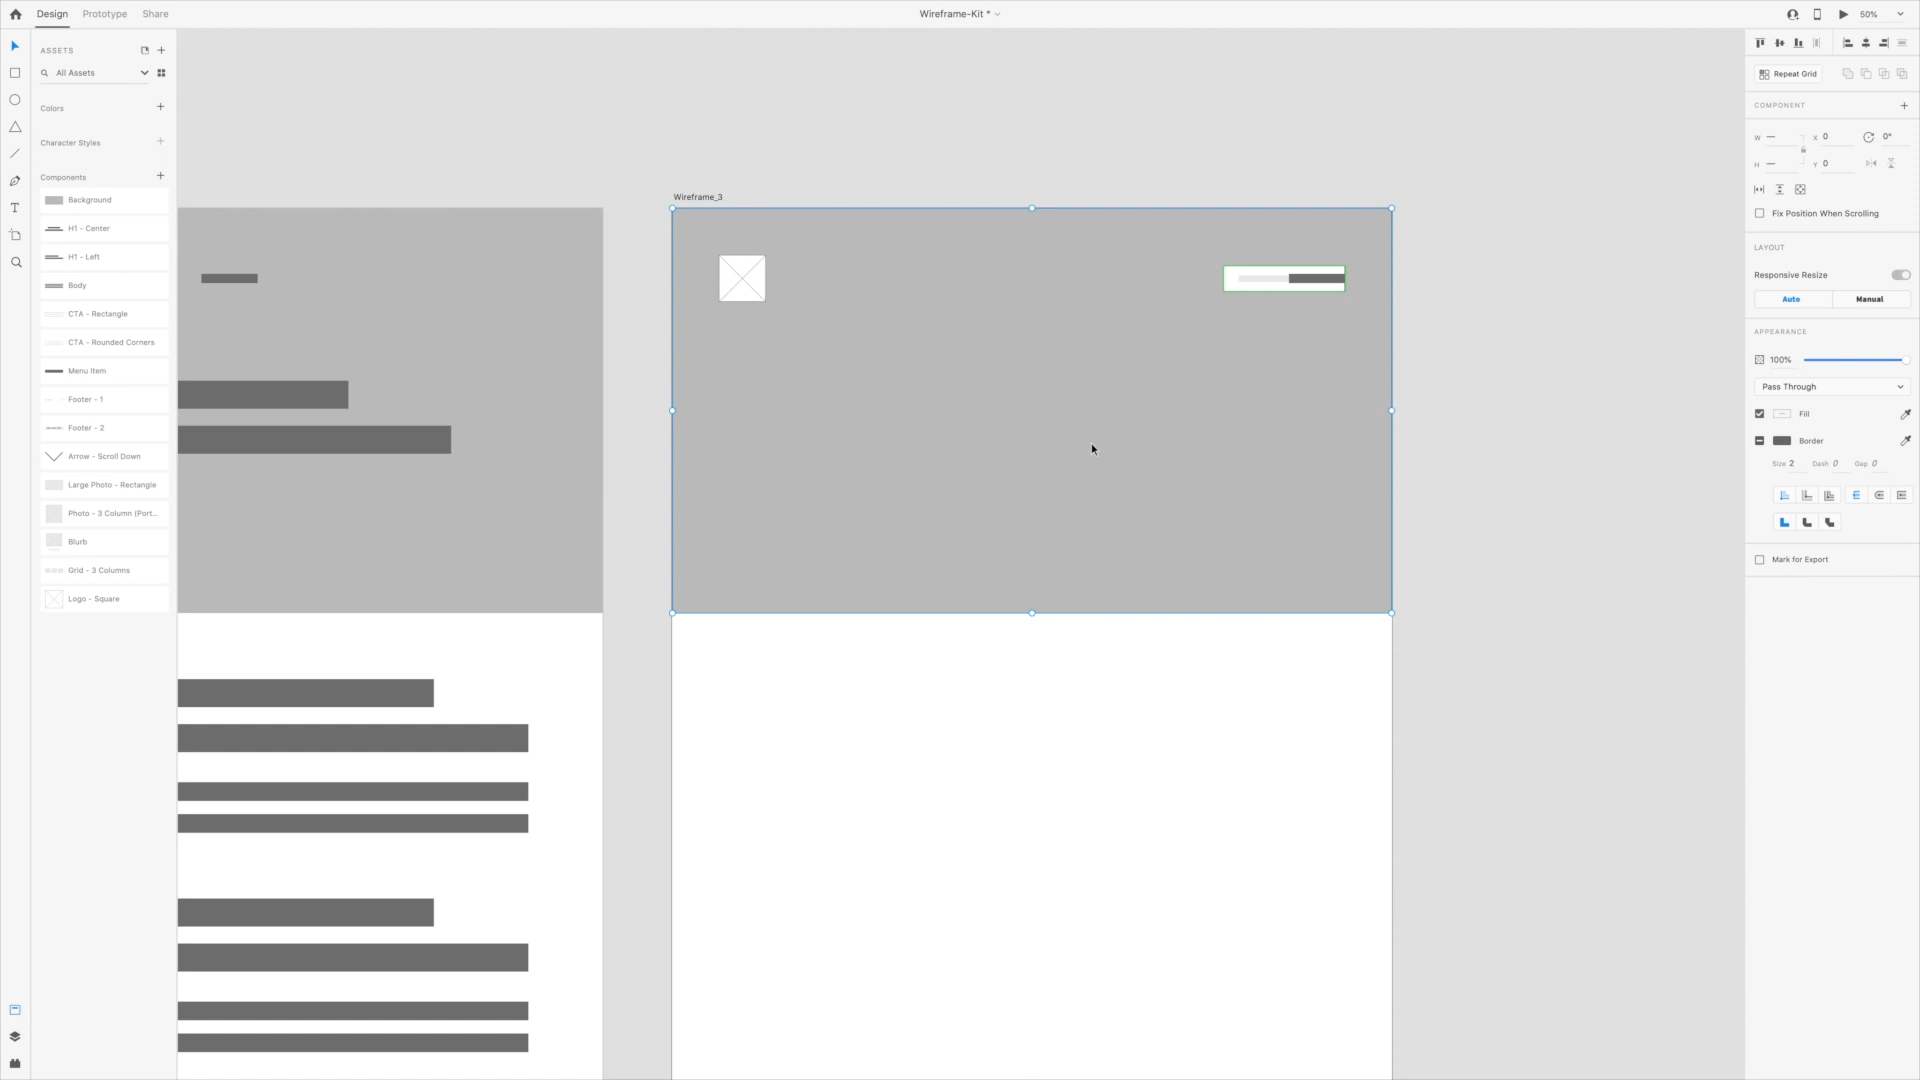 Design Prototype Share
Wireframe-Kit *
50%
ASSETS
All Assets
Colors
Character Styles
Components
Background
H1 - Center
H1 - Left
Body
CTA - Rectangle
CTA - Rounded Corners
Menu Item
Footer - 1
Footer - 2
Arrow - Scroll Down
Large Photo - Rectangle
Photo - 3 Column (Port...
Blurb
Grid - 3 Columns
Logo - Square
Wireframe_3
Repeat Grid
COMPONENT
W — X 0 0°
H — Y 0
Fix Position When Scrolling
LAYOUT
Responsive Resize
Auto Manual
APPEARANCE
100%
Pass Through
Fill
Border
Size 2 Dash 0 Gap 0
Mark for Export